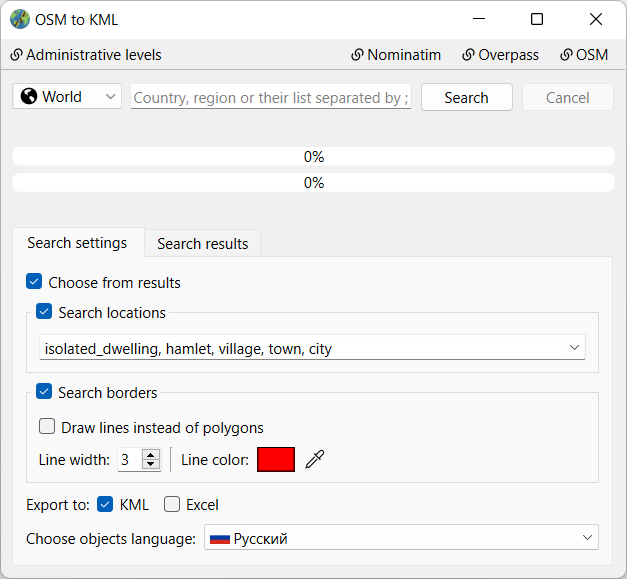 OSM to KML
Administrative levels Nominatim Overpass OSM
World Country, region or their list separated by ; Search Cancel
0%
0%
Search settings Search results
Choose from results
Search locations
isolated_dwelling, hamlet, village, town, city
Search borders
Draw lines instead of polygons
Line width: 3 Line color:
Export to: KML Excel
Choose objects language: Русский